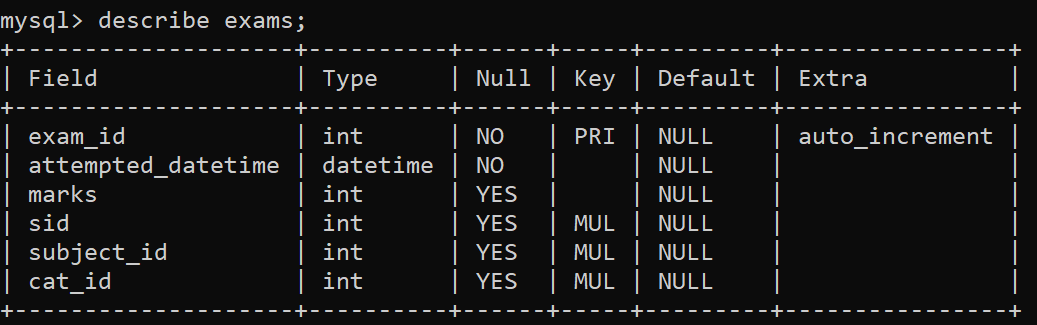 mysql> describe exams;
+--------------------+----------+------+-----+---------+----------------+
| Field              | Type     | Null | Key | Default | Extra          |
+--------------------+----------+------+-----+---------+----------------+
| exam_id            | int      | NO   | PRI | NULL    | auto_increment |
| attempted_datetime | datetime | NO   |     | NULL    |                |
| marks              | int      | YES  |     | NULL    |                |
| sid                | int      | YES  | MUL | NULL    |                |
| subject_id         | int      | YES  | MUL | NULL    |                |
| cat_id             | int      | YES  | MUL | NULL    |                |
+--------------------+----------+------+-----+---------+----------------+